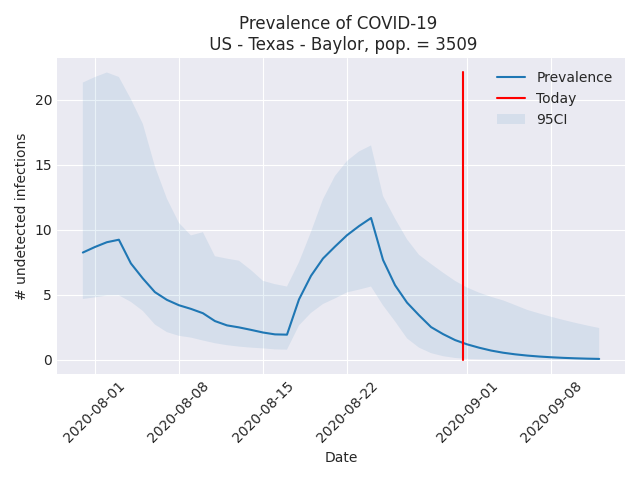 Prevalence of COVID-19
US - Texas - Baylor, pop. = 3509
Prevalence
Today
95CI
# undetected infections
20
15
10
5
0
2020-08-01
2020-08-08
2020-08-15
2020-08-22
2020-09-01
2020-09-08
Date